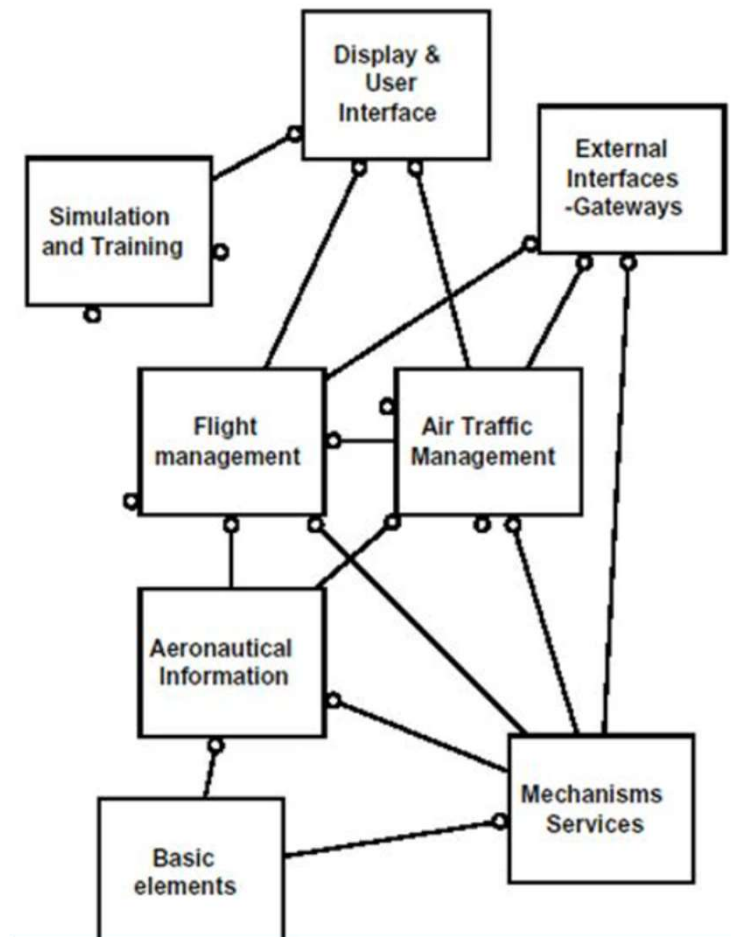 Display &
User
Interface
External
Interfaces
-Gateways
Simulation
and Training
Flight
management
Air Traffic
Management
Aeronautical
Information
Mechanisms
Services
Basic
elements